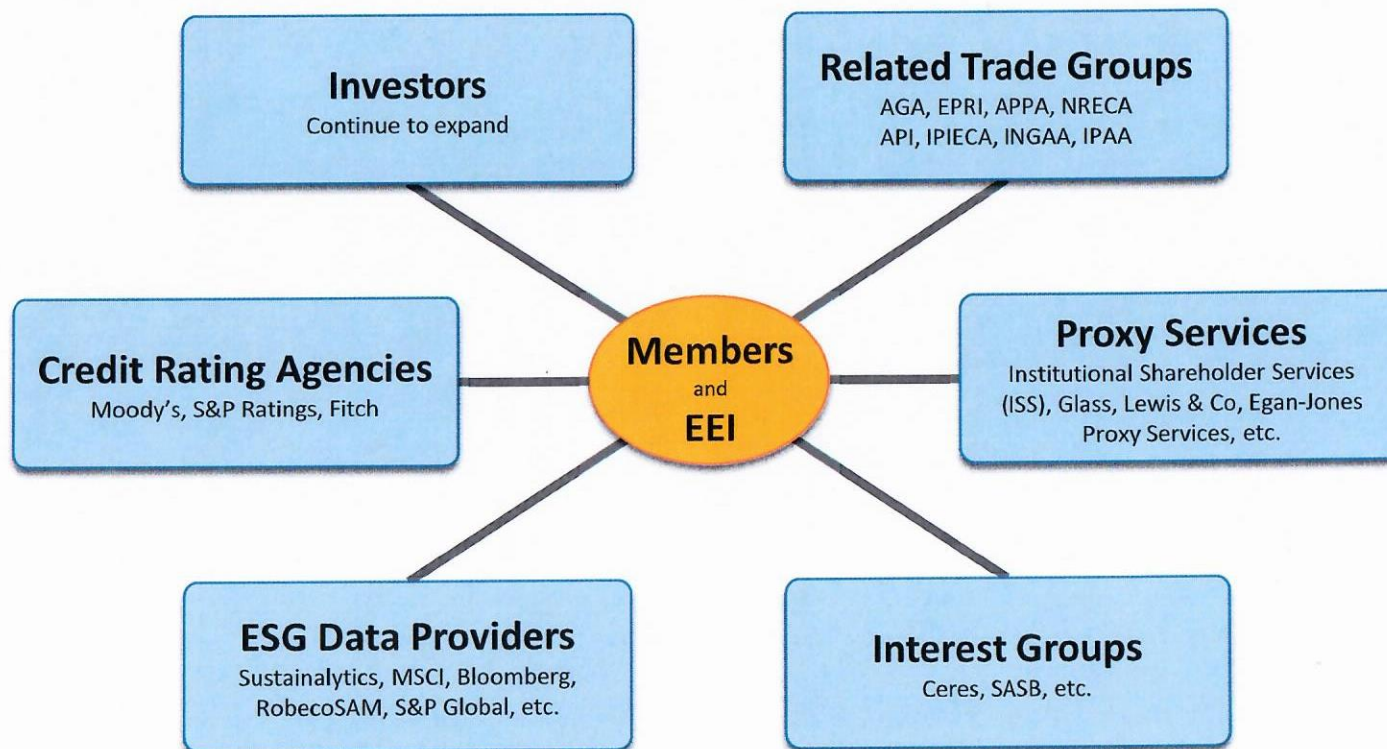 Investors
Continue to expand
Related Trade Groups
AGA, EPRI, APPA, NRECA
API, IPIECA, INGAA, IPAA
Credit Rating Agencies
Moody's, S&P Ratings, Fitch
Members
and
EEI
Proxy Services
Institutional Shareholder Services
(ISS), Glass, Lewis & Co, Egan-Jones
Proxy Services, etc.
ESG Data Providers
Sustainalytics, MSCI, Bloomberg,
RobecoSAM, S&P Global, etc.
Interest Groups
Ceres, SASB, etc.